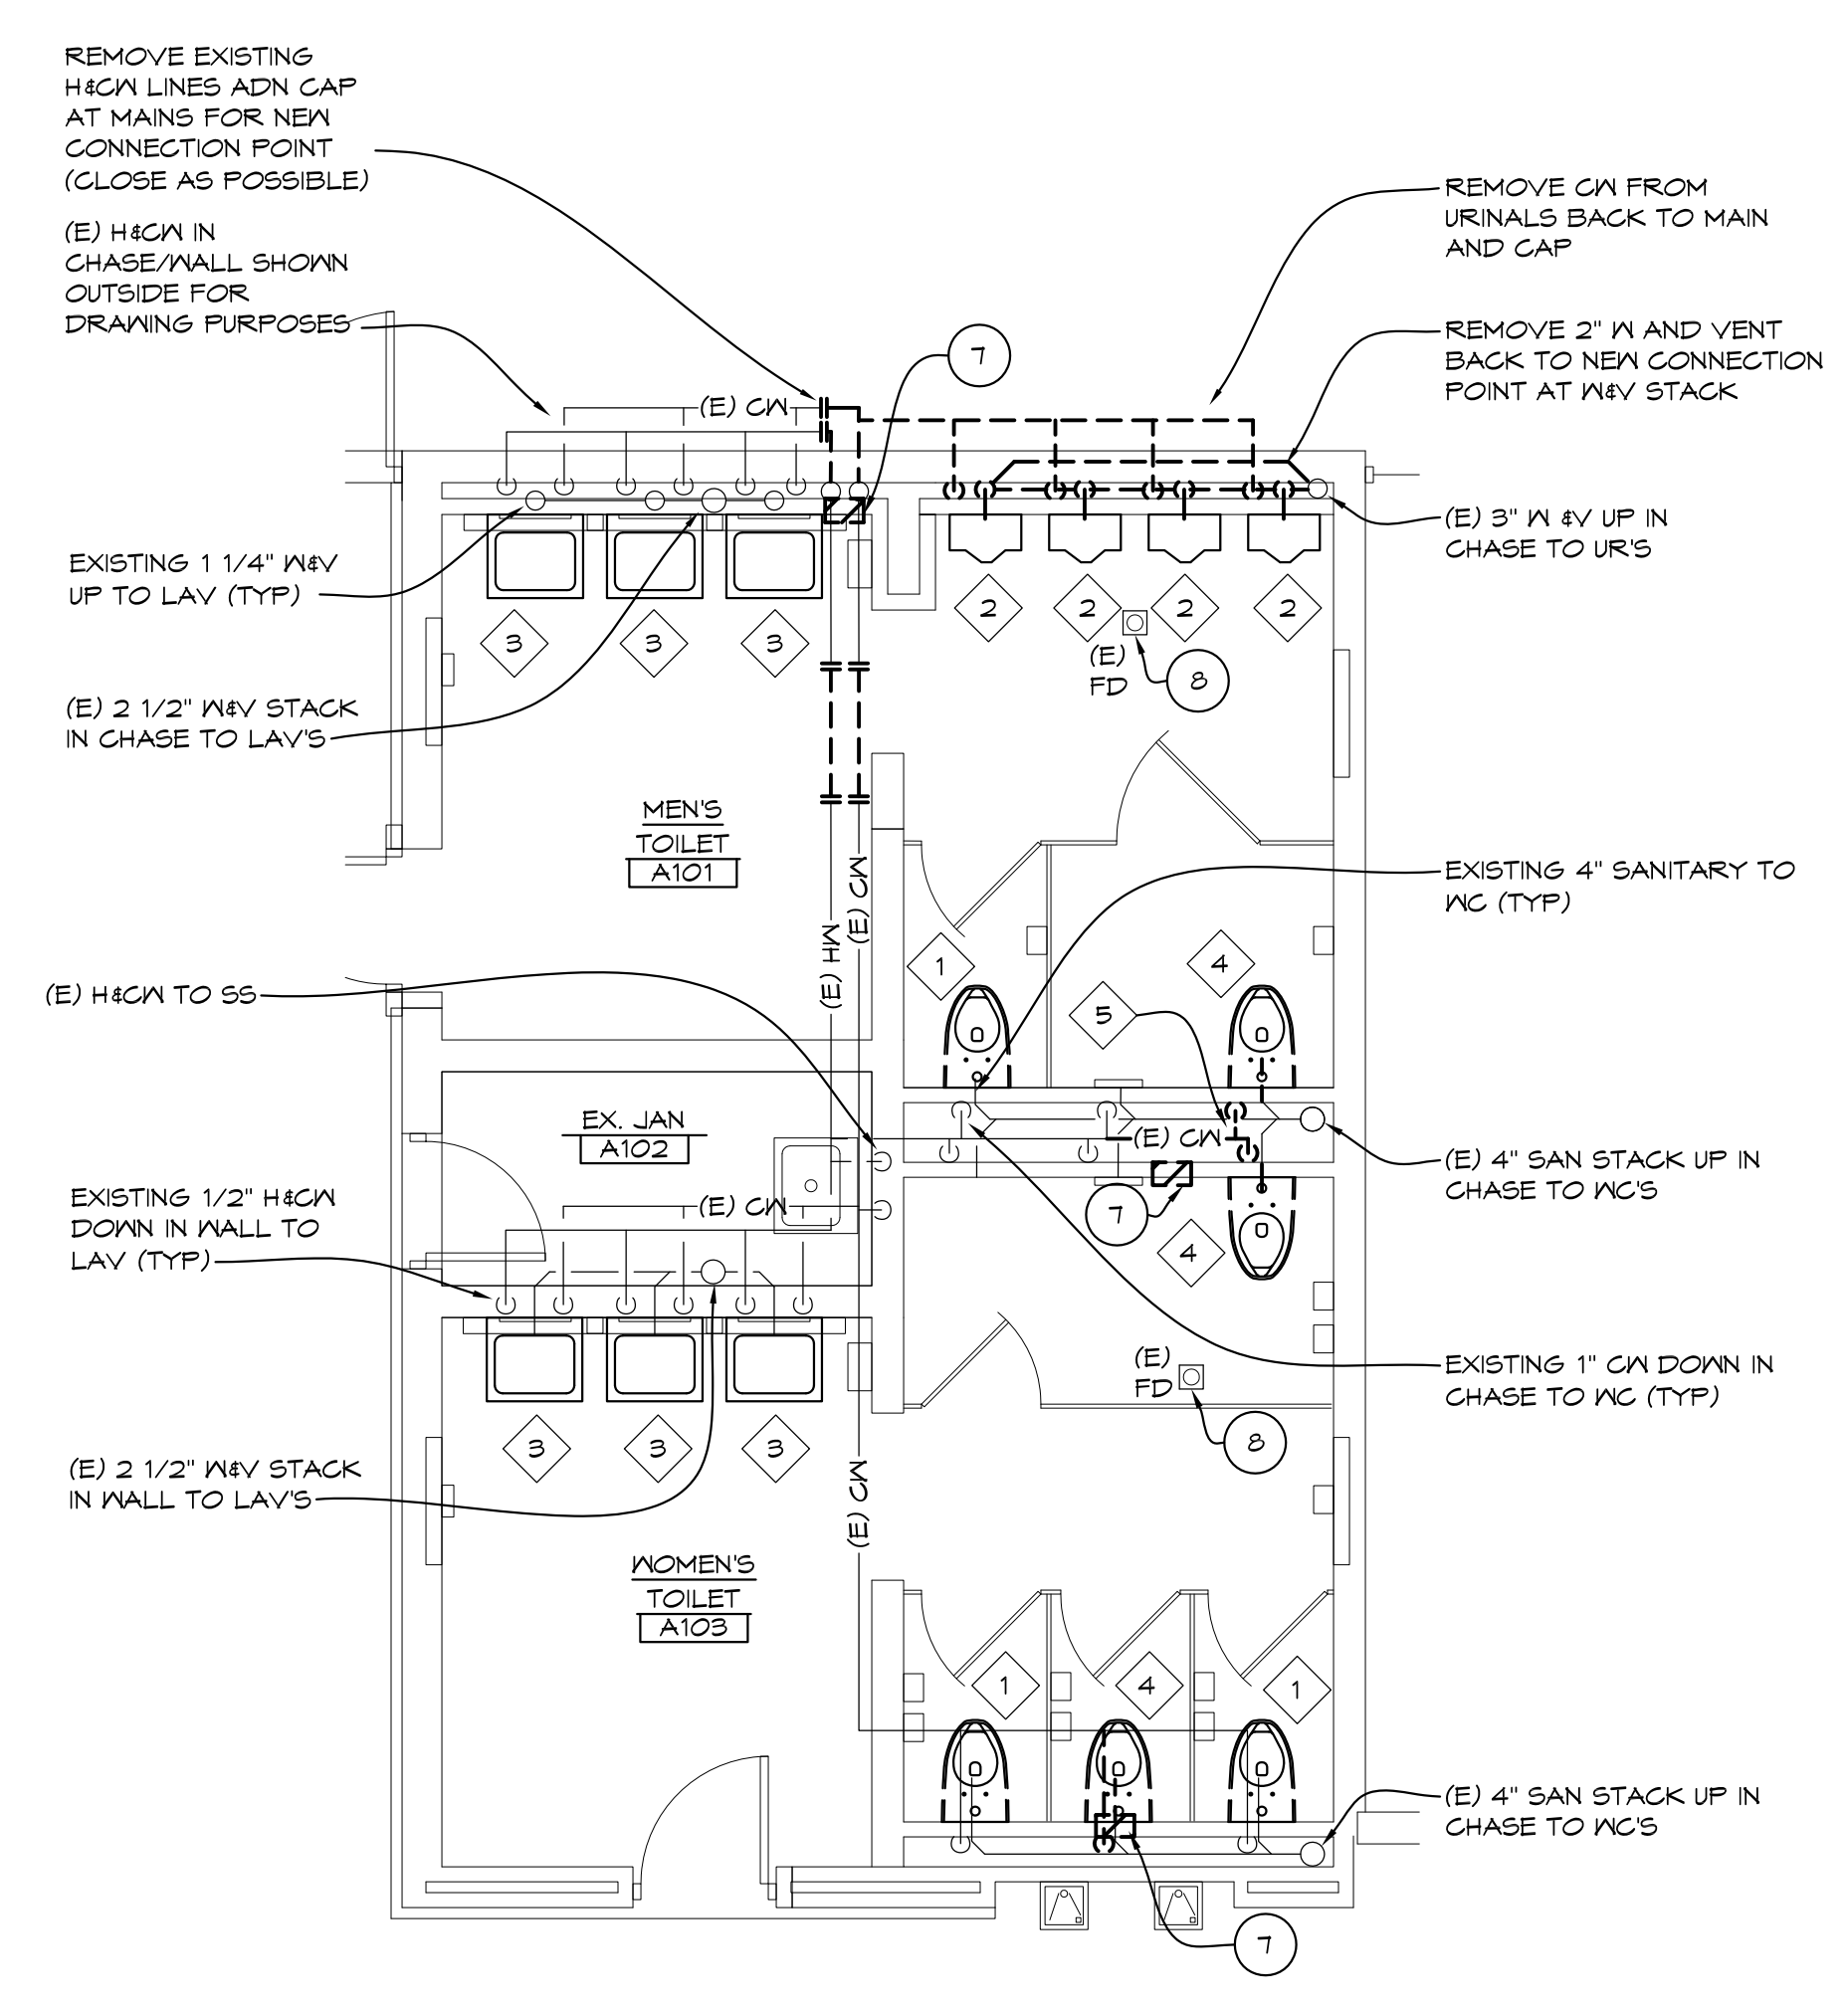 REMOVE EXISTING
H&CW LINES ADN CAP
AT MAINS FOR NEW
CONNECTION POINT
(CLOSE AS POSSIBLE)
(E) H&CW IN
CHASE/WALL SHOWN
OUTSIDE FOR
DRAWING PURPOSES
REMOVE CW FROM
URINALS BACK TO MAIN
AND CAP
REMOVE 2" W AND VENT
BACK TO NEW CONNECTION
POINT AT W&V STACK
7
(E) CW
(E) 3" W &V UP IN
CHASE TO UR'S
EXISTING 1 1/4" W&V
UP TO LAV (TYP)
3
3
3
2
2
2
2
(E)
FD
8
(E) 2 1/2" W&V STACK
IN CHASE TO LAV'S
MEN'S
TOILET
A101
(E) HW
(E) CW
EXISTING 4" SANITARY TO
WC (TYP)
1
4
5
(E) H&CW TO SS
EX. JAN
A102
(E) CW
(E) 4" SAN STACK UP IN
CHASE TO WC'S
7
4
EXISTING 1/2" H&CW
DOWN IN WALL TO
LAV (TYP)
(E) CW
EXISTING 1" CW DOWN IN
CHASE TO WC (TYP)
(E)
FD
8
3
3
3
(E) 2 1/2" W&V STACK
IN WALL TO LAV'S
(E) CW
WOMEN'S
TOILET
A103
1
4
1
(E) 4" SAN STACK UP IN
CHASE TO WC'S
7